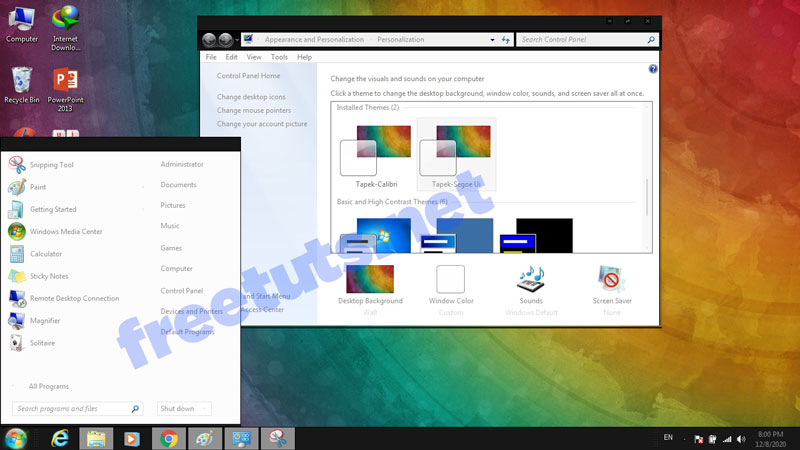 Computer
Internet
Downlo...
Recycle Bin
PowerPoint
2013
Appearance and Personalization
Personalization
Search Control Panel
File
Edit
View
Tools
Help
Control Panel Home
Change desktop icons
Change mouse pointers
Change your account picture
and Start Menu
Access Center
Change the visuals and sounds on your computer
Click a theme to change the desktop background, window color, sounds, and screen saver all at once.
Installed Themes (2)
Tapek-Calibri
Tapek-Segoe Ui
Basic and High Contrast Themes (6)
Desktop Background
Wall
Window Color
Custom
Sounds
Windows Default
Screen Saver
None
Snipping Tool
Paint
Getting Started
Windows Media Center
Calculator
Sticky Notes
Remote Desktop Connection
Magnifier
Solitaire
All Programs
Search programs and files
Administrator
Documents
Pictures
Music
Games
Computer
Control Panel
Devices and Printers
Default Programs
Shut down
freetuts.net
EN
8:00 PM
12/8/2020